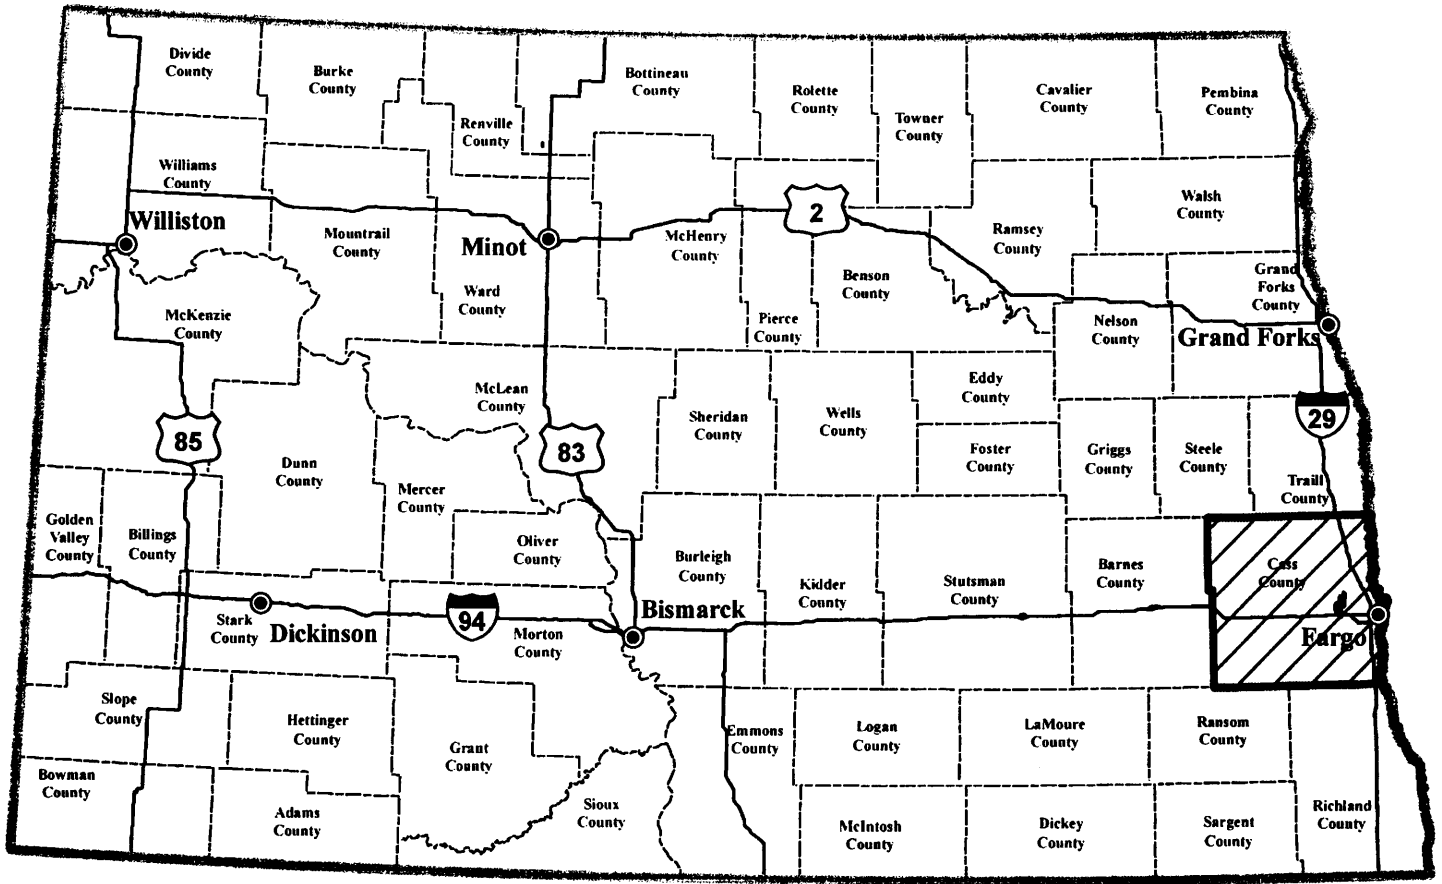 Divide
County
Burke
County
Renville
County
Bottineau
County
Rolette
County
Towner
County
Cavalier
County
Pembina
County
Williams
County
Williston
Mountrail
County
Minot
McHenry
County
2
Walsh
County
Ramsey
County
Benson
County
Grand
Forks
County
McKenzie
County
Ward
County
Pierce
County
Nelson
County
Grand Forks
McLean
County
Sheridan
County
Wells
County
Eddy
County
Foster
County
Griggs
County
Steele
County
29
Traill
County
85
83
Dunn
County
Mercer
County
Golden
Valley
County
Billings
County
Oliver
County
Burleigh
County
Kidder
County
Stutsman
County
Barnes
County
Cass
County
Stark
County
Dickinson
94
Morton
County
Bismarck
Fargo
Slope
County
Hettinger
County
Grant
County
Emmons
County
Logan
County
LaMoure
County
Ransom
County
Bowman
County
Adams
County
Sioux
County
McIntosh
County
Dickey
County
Sargent
County
Richland
County